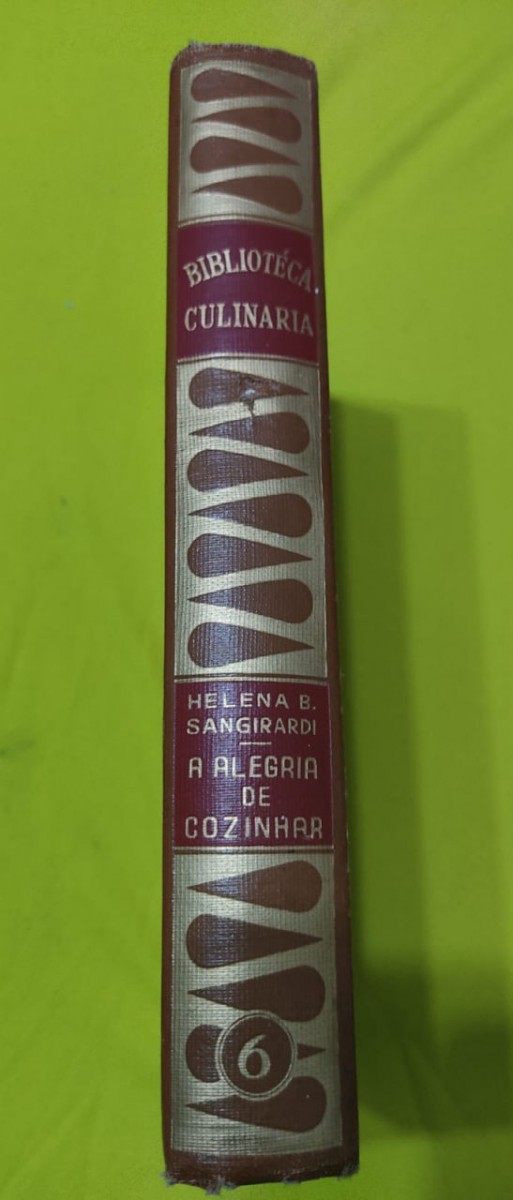 BIBLIOTÉCA
CULINARIA
HELENA B.
SANGIRARDI
A ALEGRIA
DE
COZINHAR
6